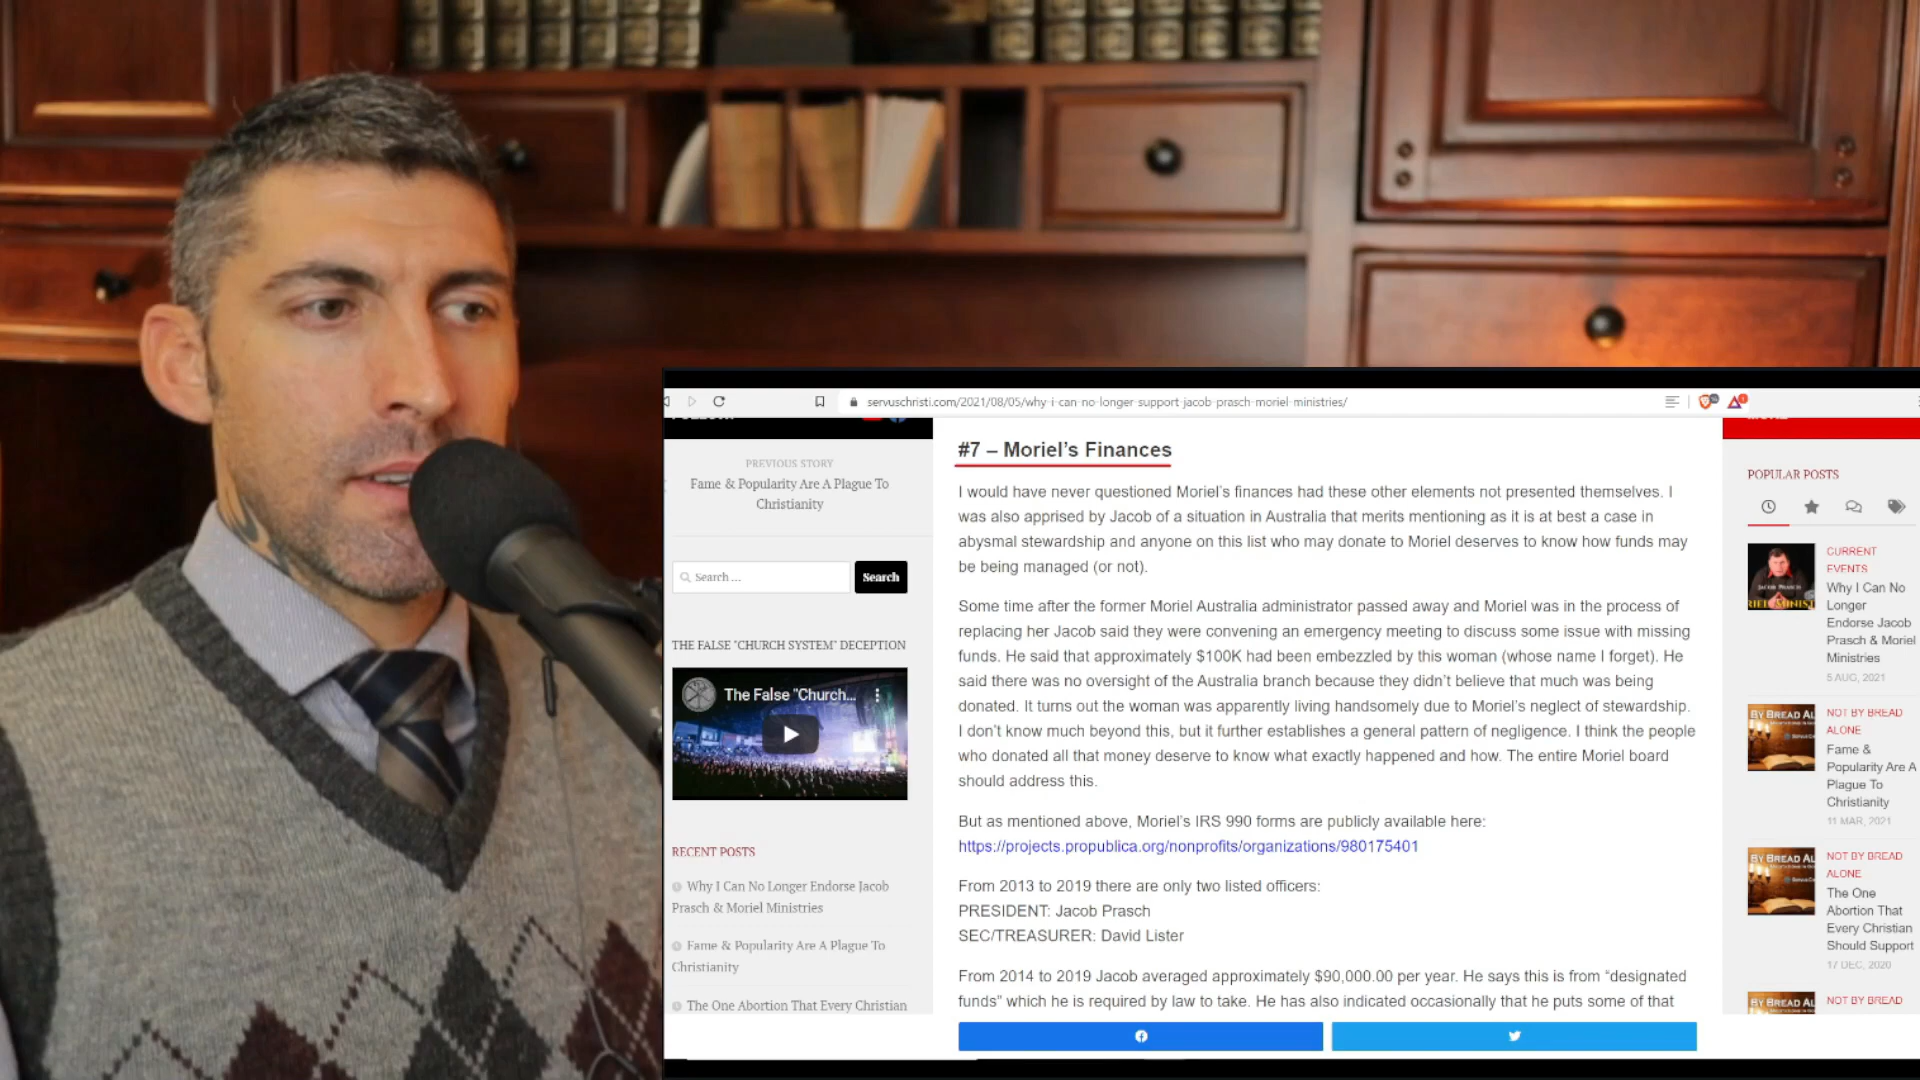 servuschristi.com/2021/08/05/why-i-can-no-longer-support-jacob-prasch-moriel-ministries/
PREVIOUS STORY
Fame & Popularity Are A Plague To
Christianity
Search ...
Search
THE FALSE "CHURCH SYSTEM" DECEPTION
The False "Church...
RECENT POSTS
Why I Can No Longer Endorse Jacob
Prasch & Moriel Ministries
Fame & Popularity Are A Plague To
Christianity
The One Abortion That Every Christian
#7 – Moriel's Finances
I would have never questioned Moriel's finances had these other elements not presented themselves. I
was also apprised by Jacob of a situation in Australia that merits mentioning as it is at best a case in
abysmal stewardship and anyone on this list who may donate to Moriel deserves to know how funds may
be being managed (or not).
Some time after the former Moriel Australia administrator passed away and Moriel was in the process of
replacing her Jacob said they were convening an emergency meeting to discuss some issue with missing
funds. He said that approximately $100K had been embezzled by this woman (whose name I forget). He
said there was no oversight of the Australia branch because they didn't believe that much was being
donated. It turns out the woman was apparently living handsomely due to Moriel's neglect of stewardship.
I don't know much beyond this, but it further establishes a general pattern of negligence. I think the people
who donated all that money deserve to know what exactly happened and how. The entire Moriel board
should address this.
But as mentioned above, Moriel's IRS 990 forms are publicly available here:
https://projects.propublica.org/nonprofits/organizations/980175401
From 2013 to 2019 there are only two listed officers:
PRESIDENT: Jacob Prasch
SEC/TREASURER: David Lister
From 2014 to 2019 Jacob averaged approximately $90,000.00 per year. He says this is from “designated
funds” which he is required by law to take. He has also indicated occasionally that he puts some of that
POPULAR POSTS
CURRENT
EVENTS
Why I Can No
Longer
Endorse Jacob
Prasch & Moriel
Ministries
5 AUG, 2021
BY BREAD AL
NOT BY BREAD
ALONE
Fame &
Popularity Are A
Plague To
Christianity
11 MAR, 2021
BY BREAD AL
NOT BY BREAD
ALONE
The One
Abortion That
Every Christian
Should Support
17 DEC, 2020
BY BREAD AL
NOT BY BREAD